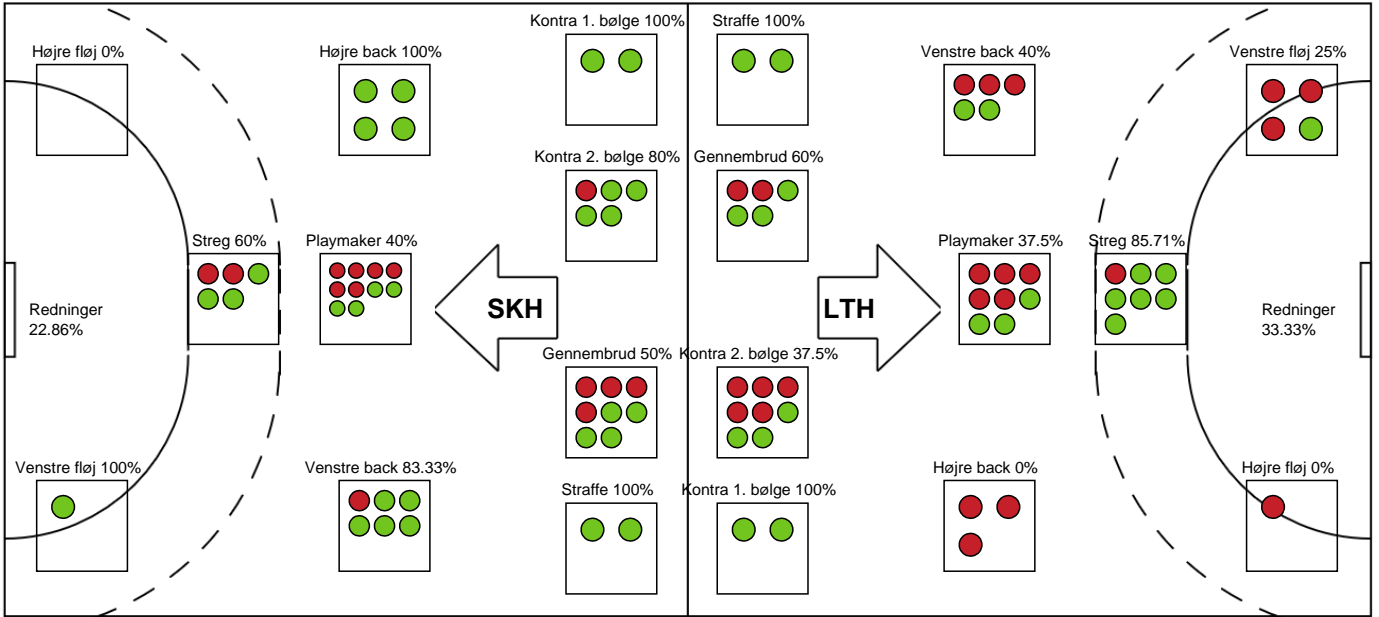 Kontra 1. bølge 100%
Straffe 100%
Højre fløj 0%
Højre back 100%
Venstre back 40%
Venstre fløj 25%
Kontra 2. bølge 80%
Gennembrud 60%
Streg 60%
Playmaker 40%
Playmaker 37.5%
Streg 85.71%
Redninger
22.86%
SKH
LTH
Redninger
33.33%
Gennembrud 50%
Kontra 2. bølge 37.5%
Venstre fløj 100%
Venstre back 83.33%
Højre back 0%
Højre fløj 0%
Straffe 100%
Kontra 1. bølge 100%